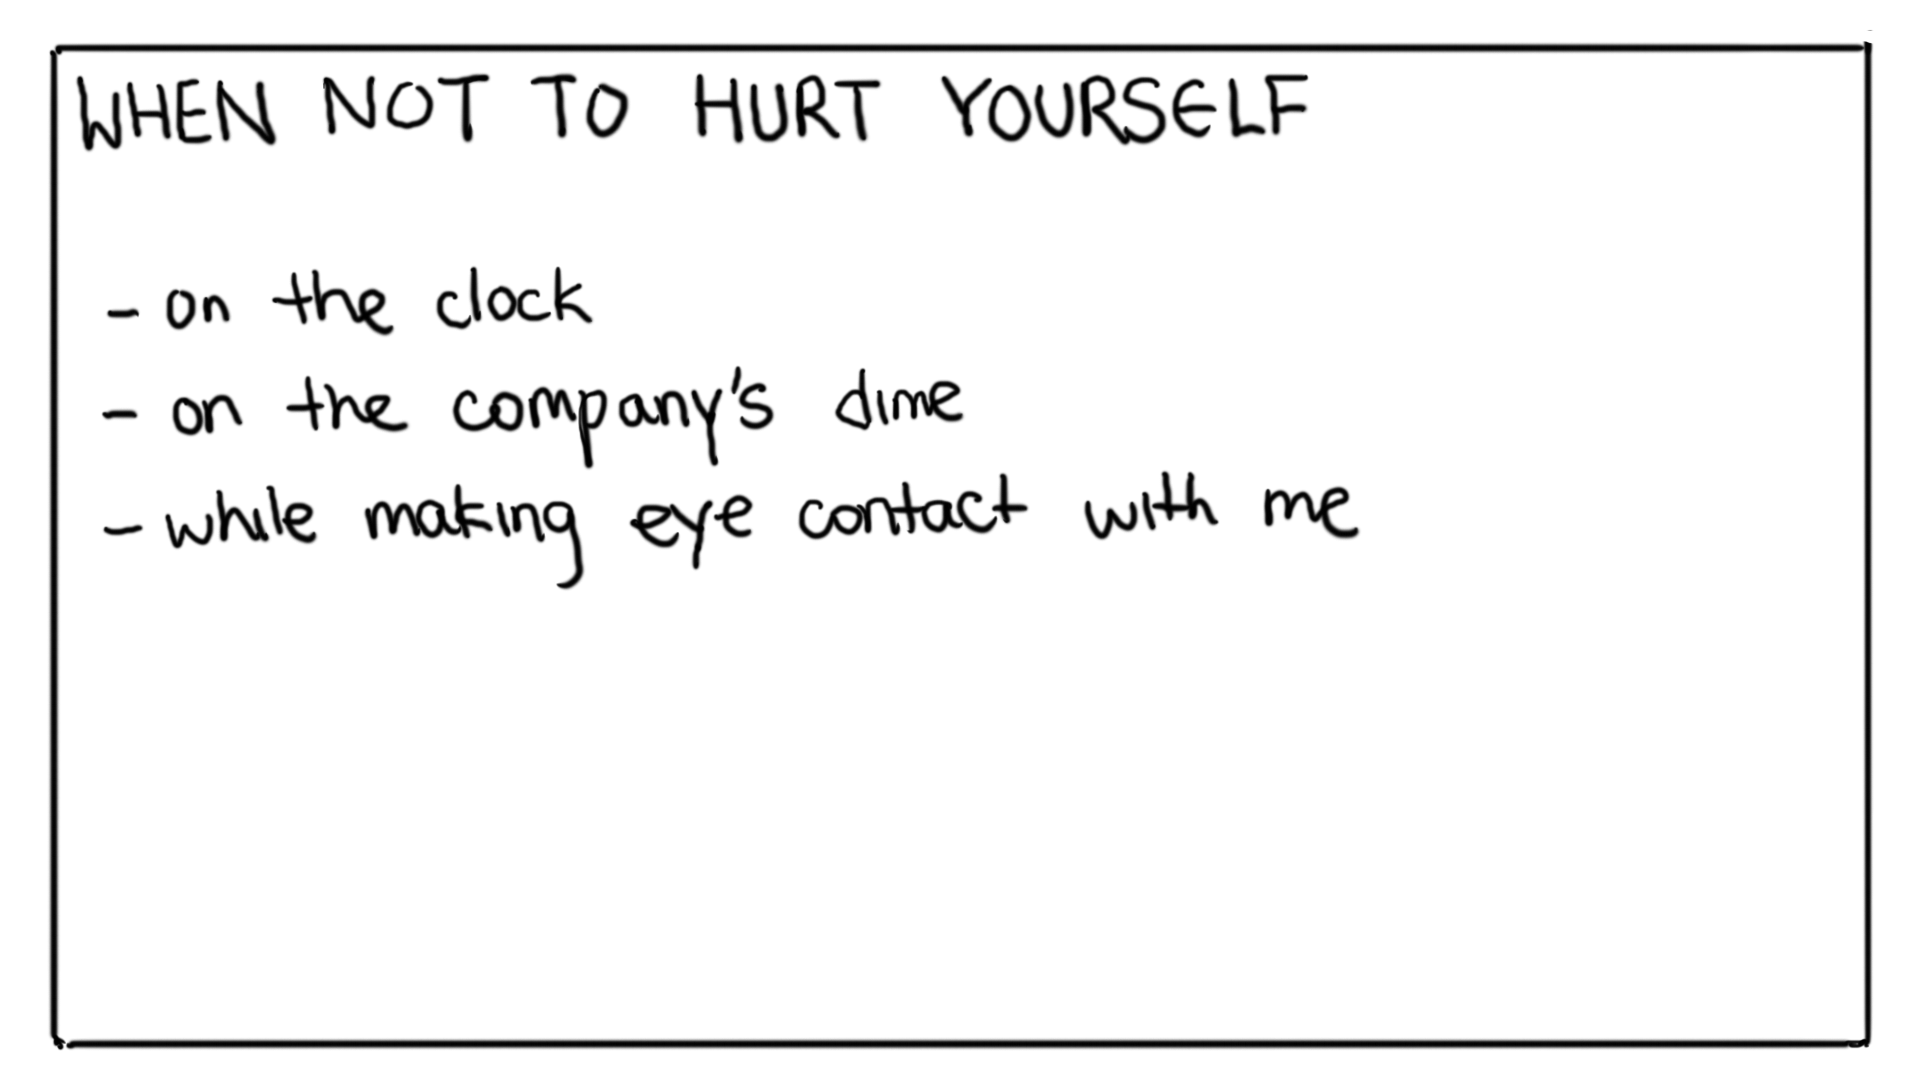 WHEN NOT TO HURT YOURSELF
- on the clock
- on the company's dime
- while making eye contact with me